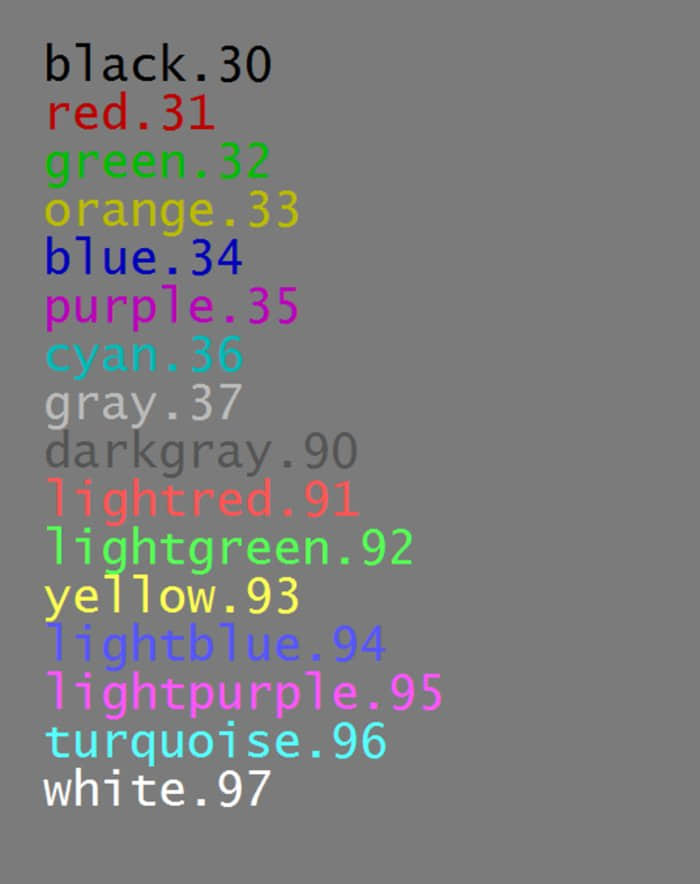 black.30
red.31
green.32
orange.33
blue.34
purple.35
cyan.36
gray.37
darkgray.90
lightred.91
lightgreen.92
yellow.93
lightblue.94
lightpurple.95
turquoise.96
white.97